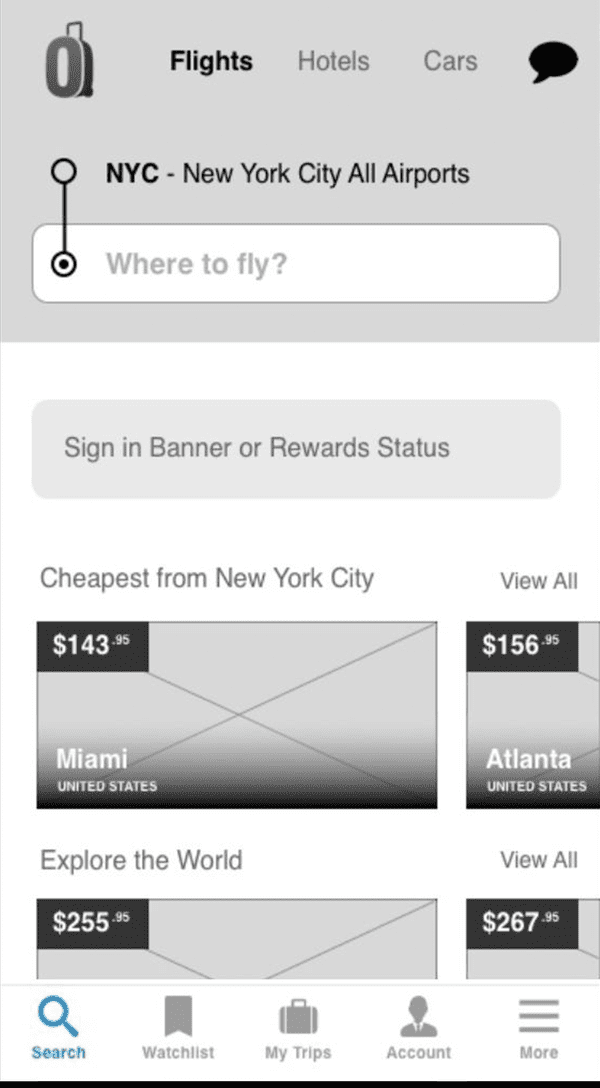 Flights Hotels Cars
NYC - New York City All Airports
Where to fly?
Sign in Banner or Rewards Status
Cheapest from New York City View All
$143.95 $156.95
Miami Atlanta
UNITED STATES UNITED STATES
Explore the World View All
$255.95 $267.95
Search Watchlist My Trips Account More